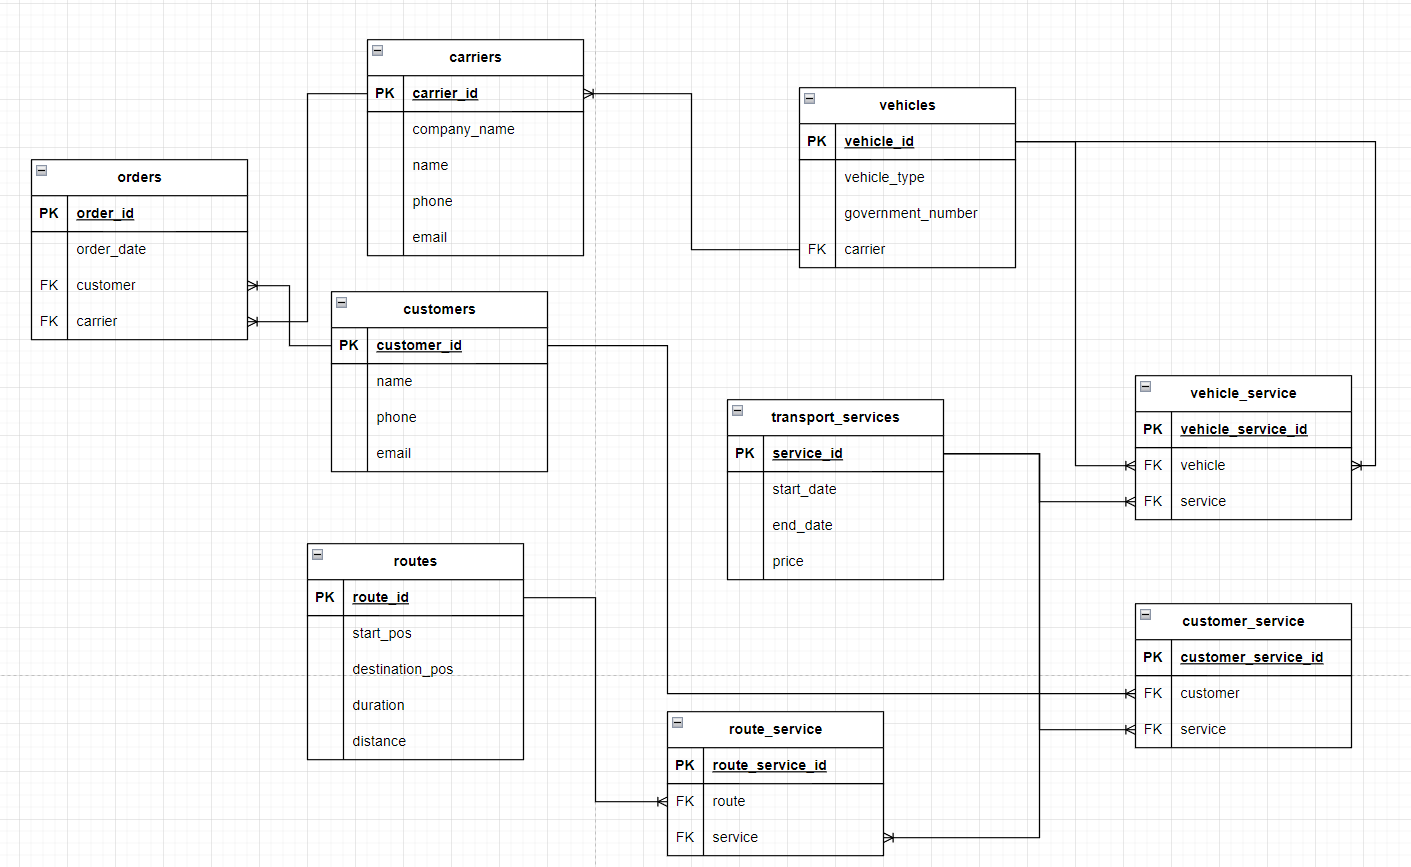 carriers
PK carrier_id
company_name
name
phone
email
vehicles
PK vehicle_id
vehicle_type
government_number
FK carrier
orders
PK order_id
order_date
FK customer
FK carrier
customers
PK customer_id
name
phone
email
transport_services
PK service_id
start_date
end_date
price
vehicle_service
PK vehicle_service_id
FK vehicle
FK service
routes
PK route_id
start_pos
destination_pos
duration
distance
customer_service
PK customer_service_id
FK customer
FK service
route_service
PK route_service_id
FK route
FK service